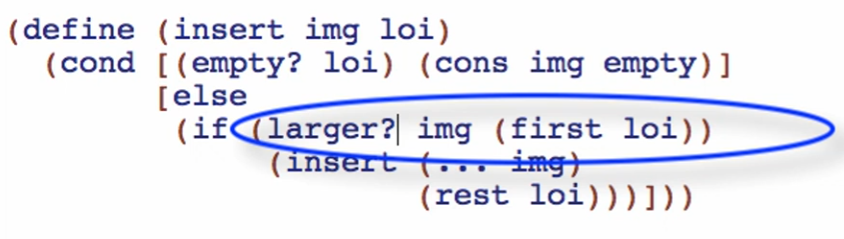 (define (insert img loi)
(cond [(empty? loi) (cons img empty)]
[else
(if (larger? img (first loi))
(insert (... img)
(rest loi)))]))